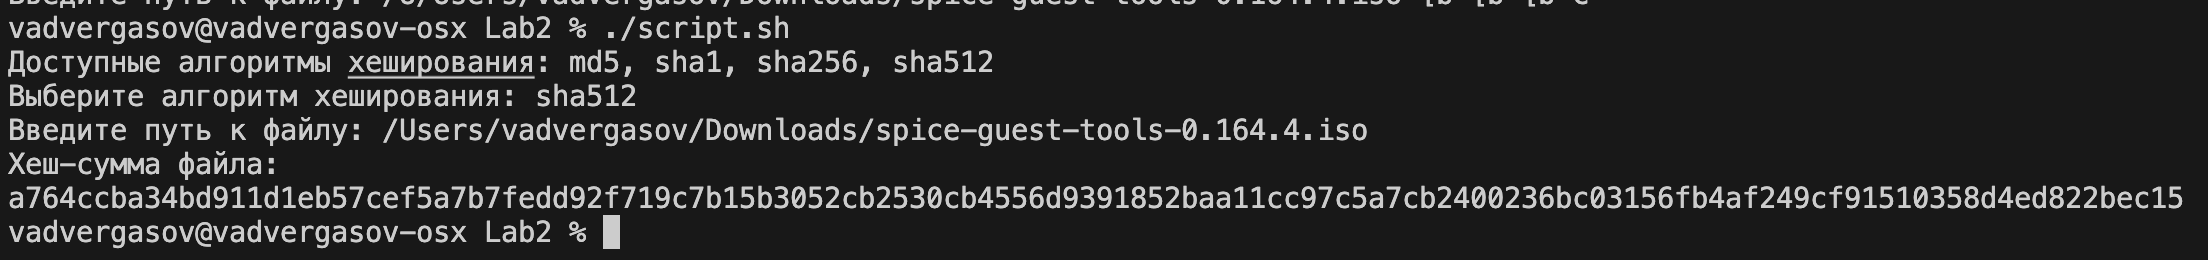 vadvergasov@vadvergasov-osx Lab2 % ./script.sh
Доступные алгоритмы хеширования: md5, sha1, sha256, sha512
Выберите алгоритм хеширования: sha512
Введите путь к файлу: /Users/vadvergasov/Downloads/spice-guest-tools-0.164.4.iso
Хеш-сумма файла:
a764ccba34bd911d1eb57cef5a7b7fedd92f719c7b15b3052cb2530cb4556d9391852baa11cc97c5a7cb2400236bc03156fb4af249cf91510358d4ed822bec15
vadvergasov@vadvergasov-osx Lab2 %